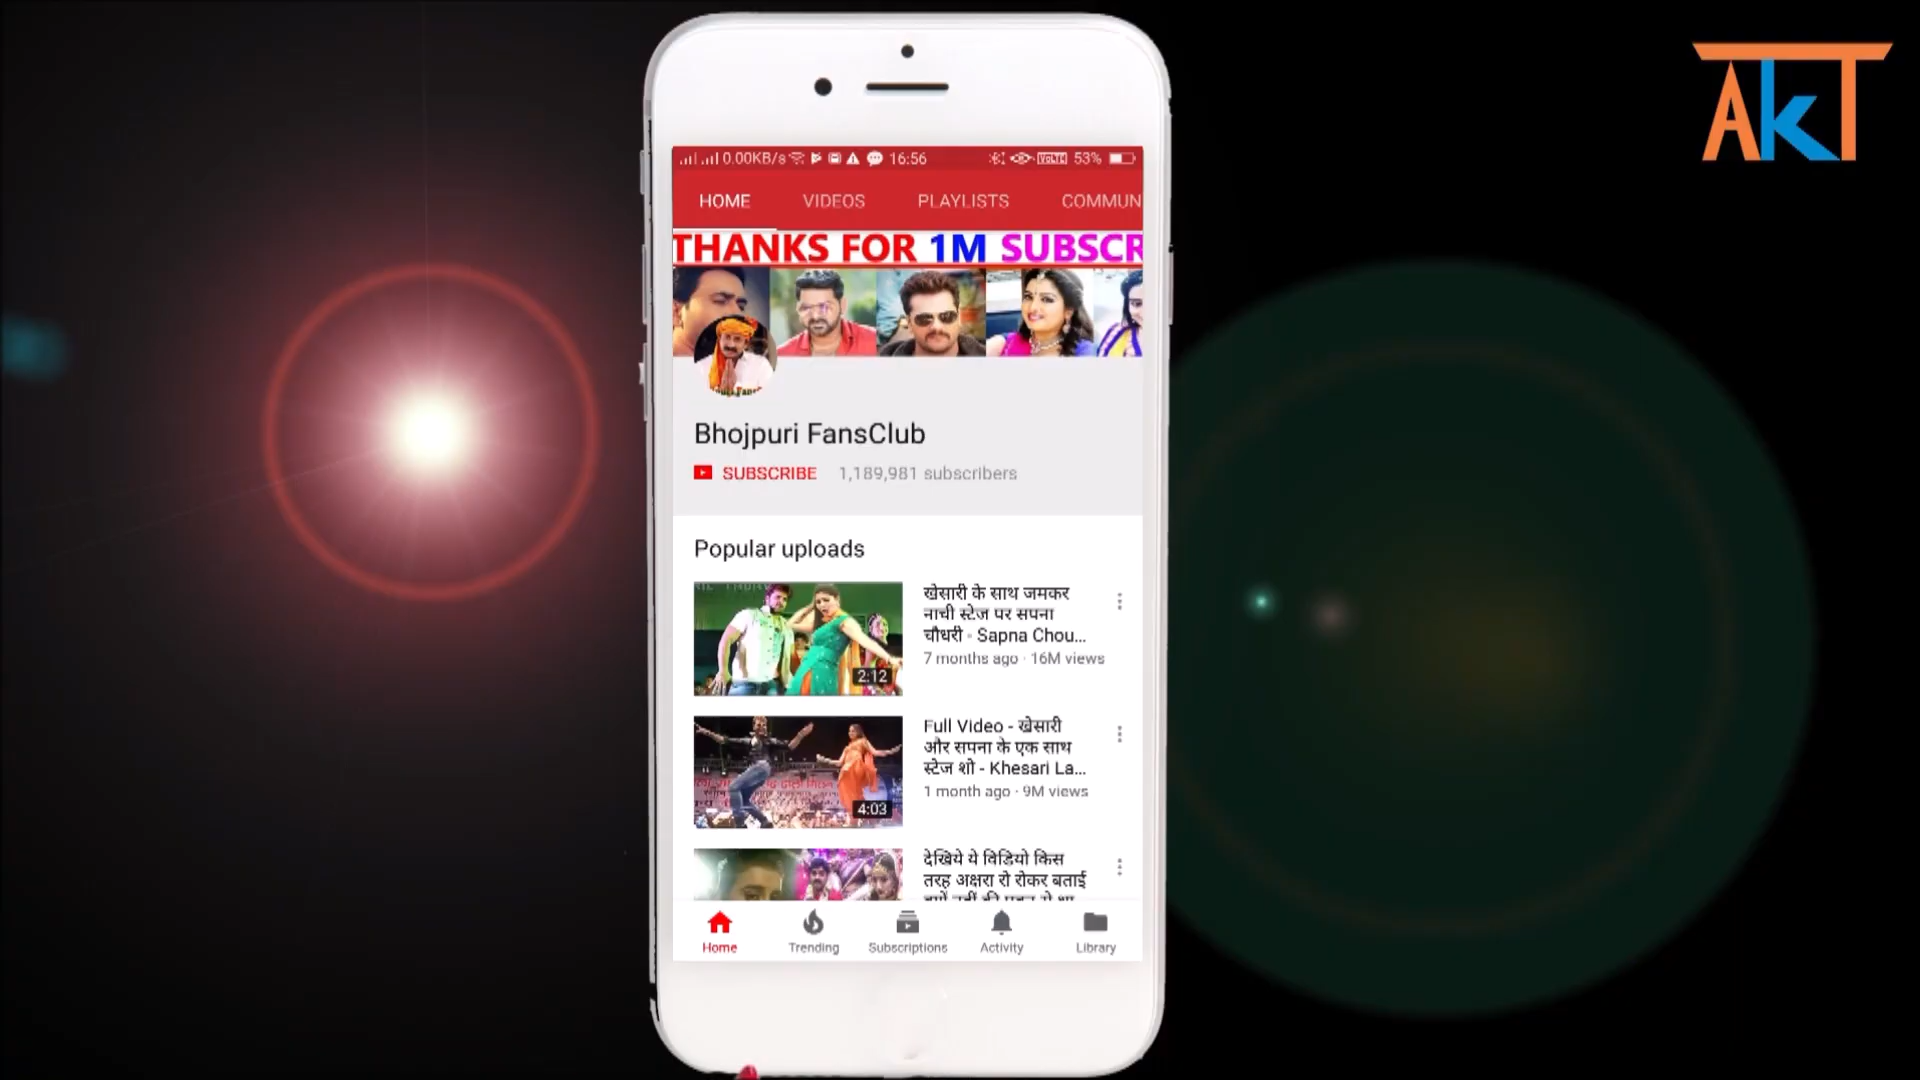 AKT
0.00KB/s 16:56 VoLTE 53%
HOME VIDEOS PLAYLISTS COMMUN
THANKS FOR 1M SUBSCR
Bhojpuri FansClub
SUBSCRIBE 1,189,981 subscribers
Popular uploads
खेसारी के साथ जमकर
नाची स्टेज पर सपना
चौधरी - Sapna Chou...
7 months ago · 16M views
2:12
Full Video - खेसारी
और सपना के एक साथ
स्टेज शो - Khesari La...
1 month ago · 9M views
4:03
देखिये ये विडियो किस
तरह अक्षरा रो रोकर बताई
Home Trending Subscriptions Activity Library